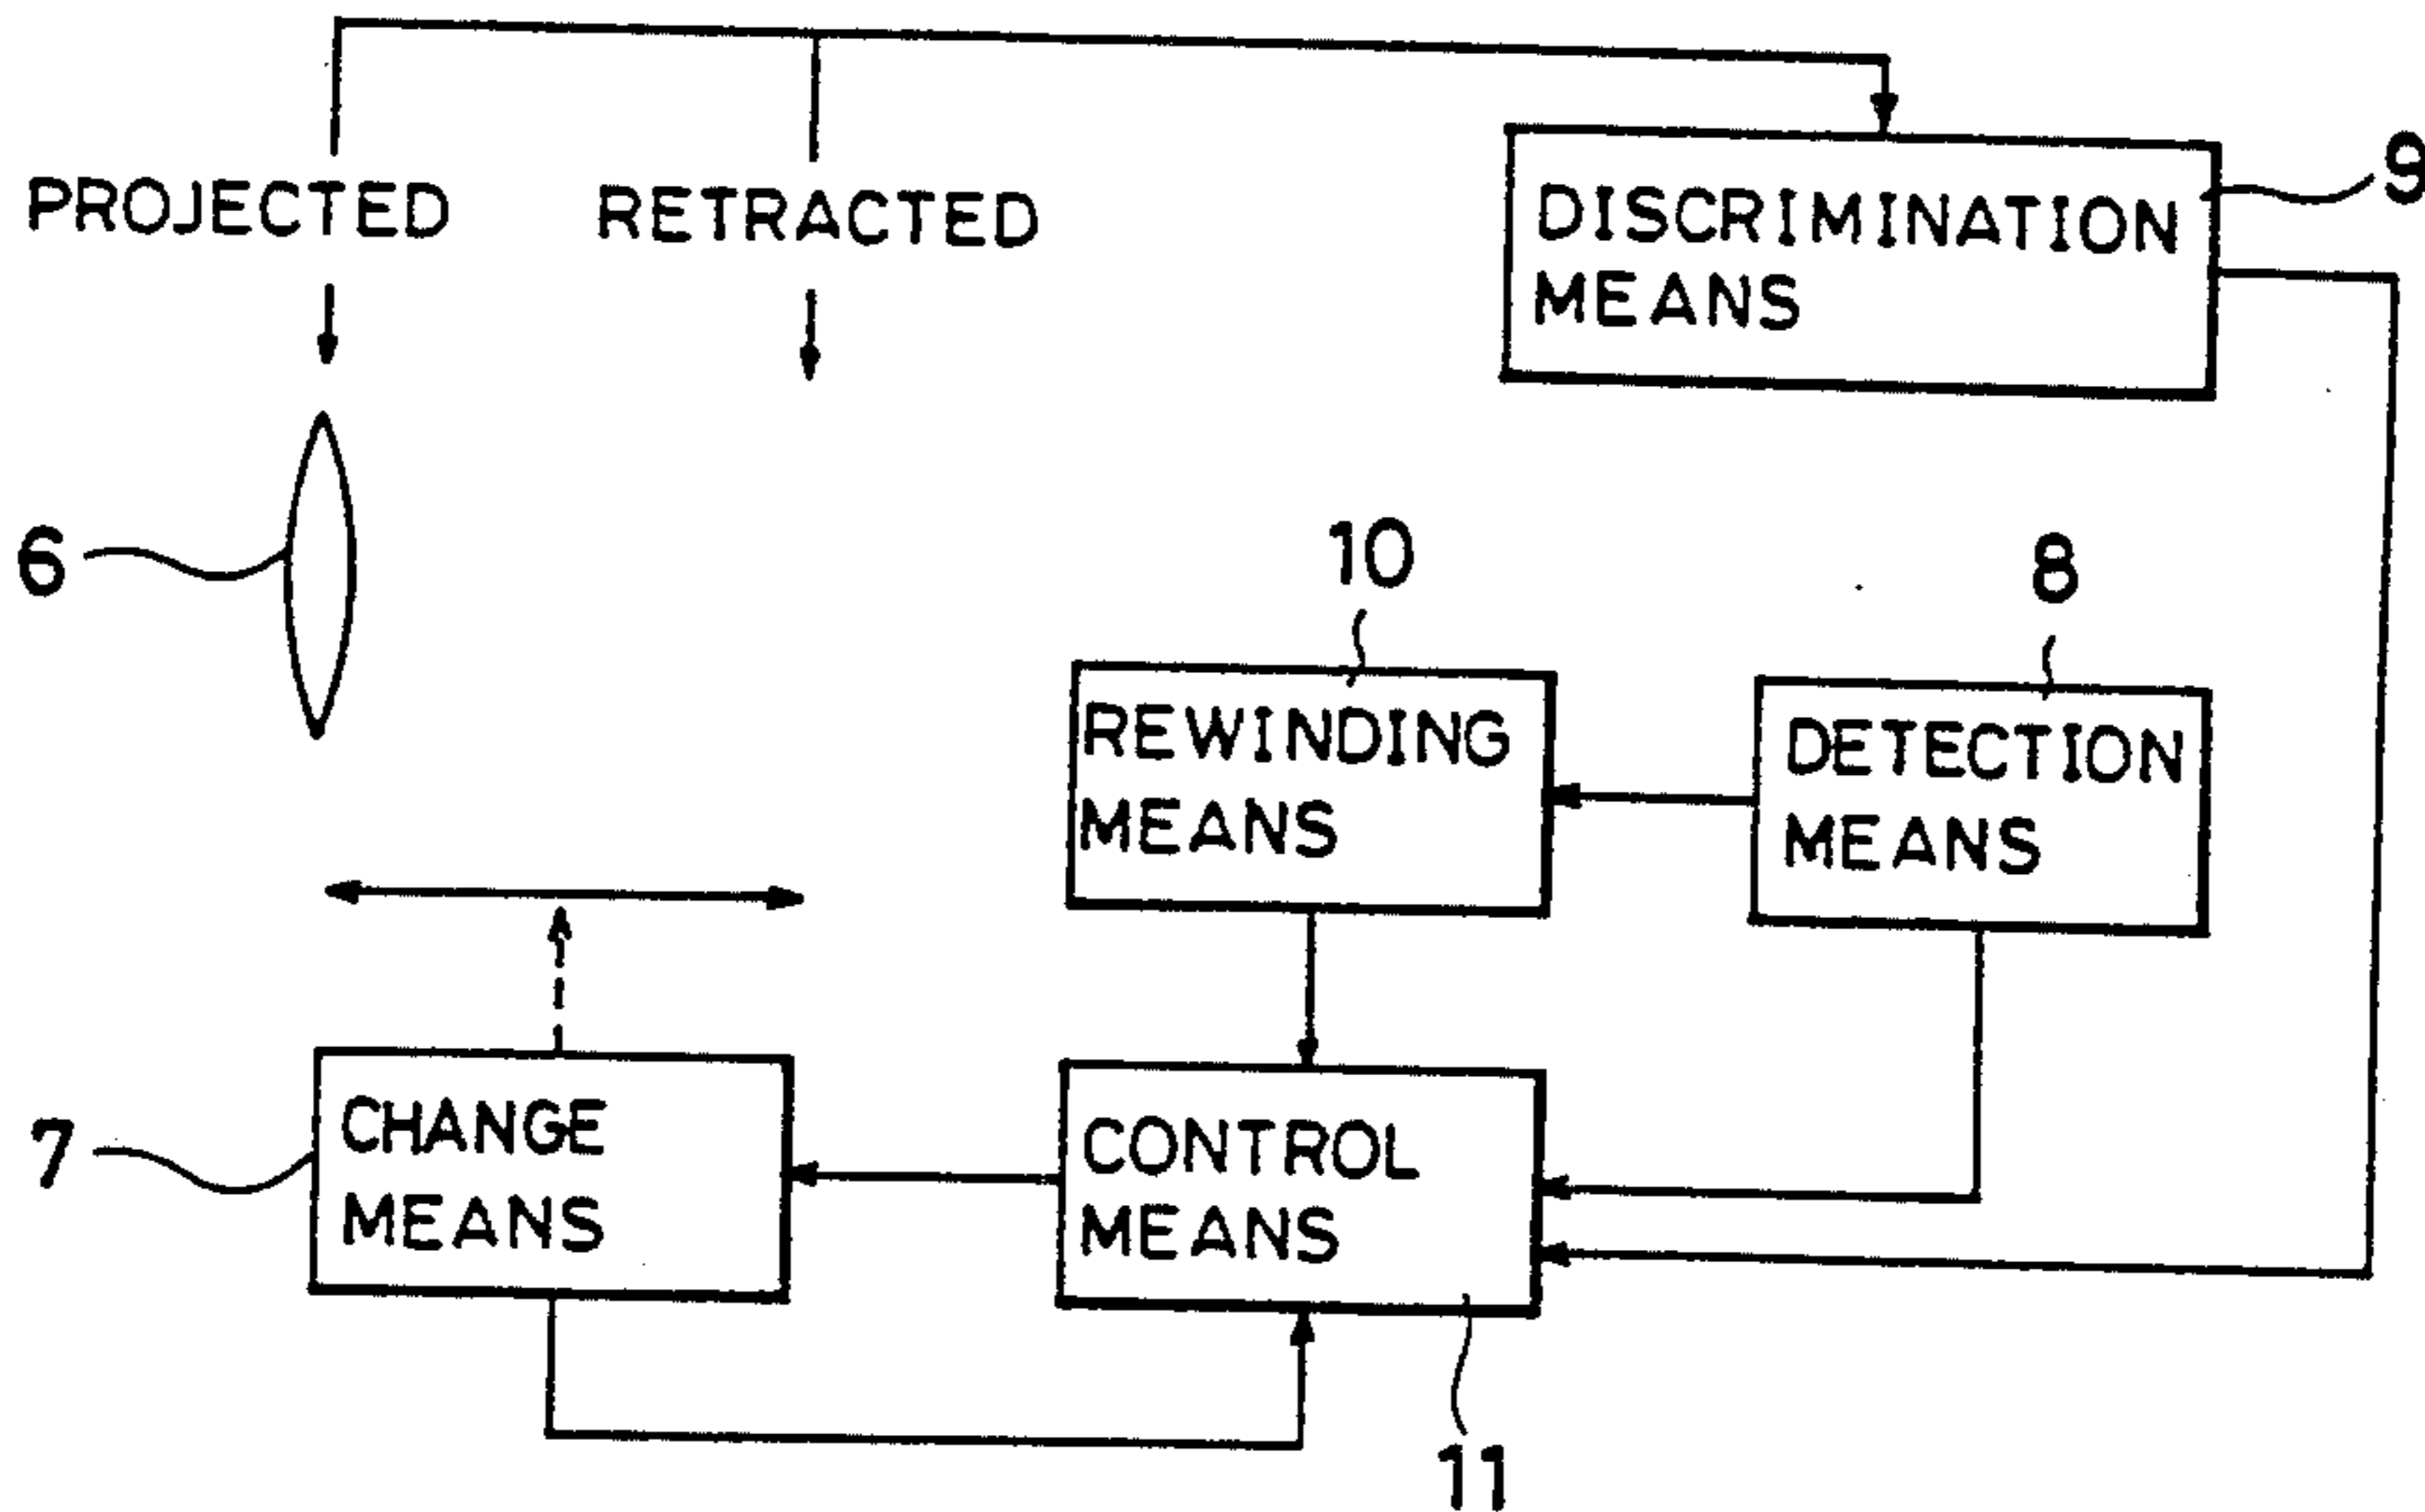 PROJECTED
RETRACTED
DISCRIMINATION
MEANS
9
6
10
8
REWINDING
MEANS
DETECTION
MEANS
7
CHANGE
MEANS
CONTROL
MEANS
11